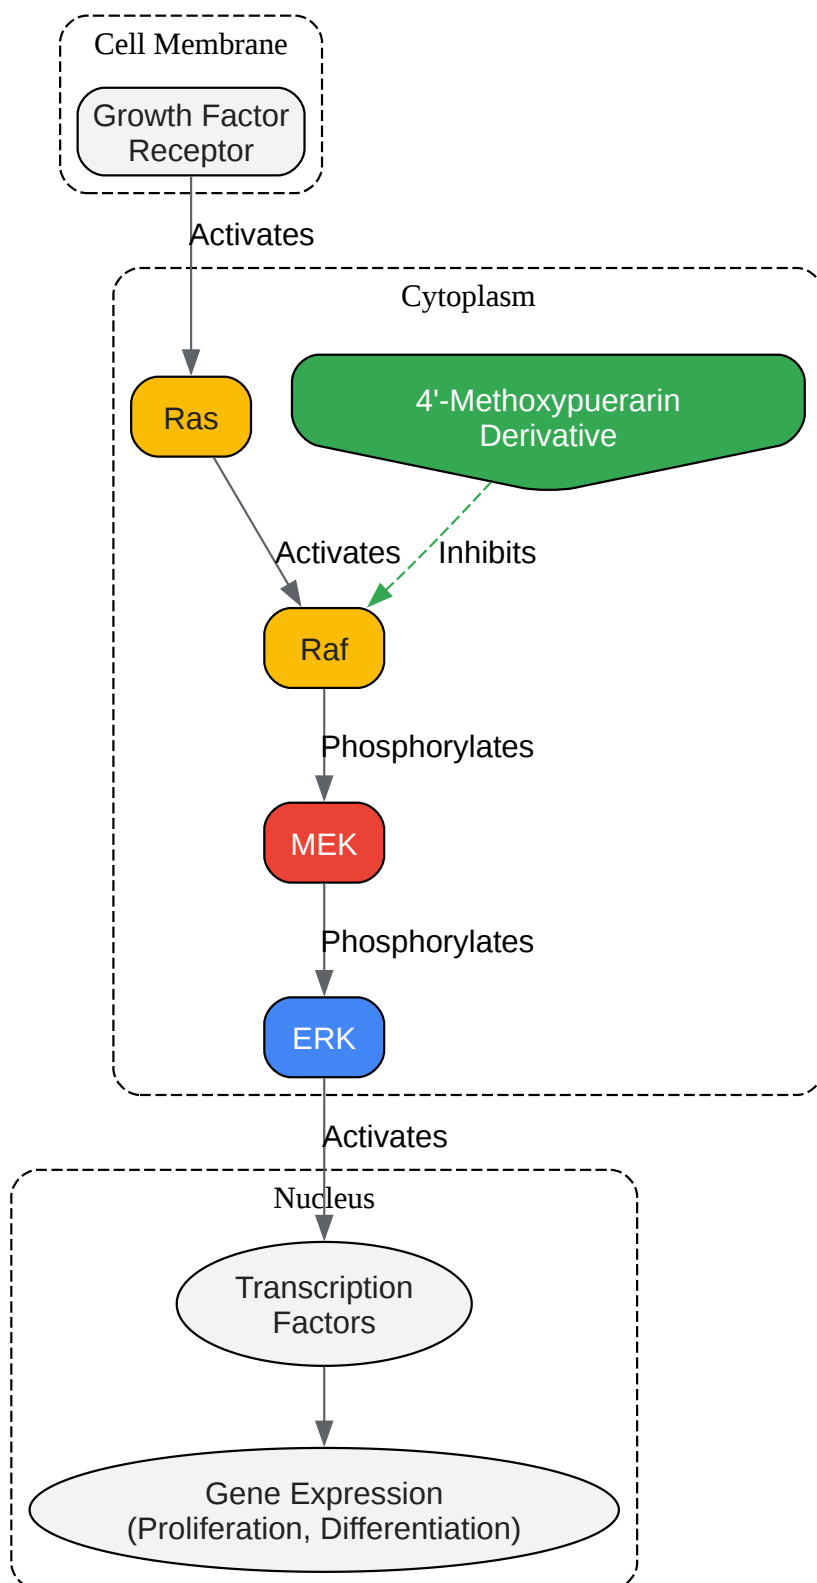 Cell Membrane
Growth Factor
Receptor
Activates
Cytoplasm
Ras
4'-Methoxypuerarin
Derivative
Activates
Inhibits
Raf
Phosphorylates
MEK
Phosphorylates
ERK
Activates
Nucleus
Transcription
Factors
Gene Expression
(Proliferation, Differentiation)